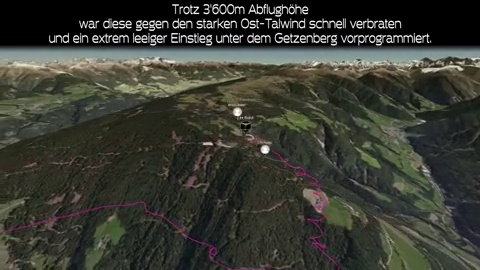 Trotz 3'600m Abflughöhe
war diese gegen den starken Ost-Talwind schnell verbraten
und ein extrem leeiger Einstieg unter dem Getzenberg vorprogrammiert.